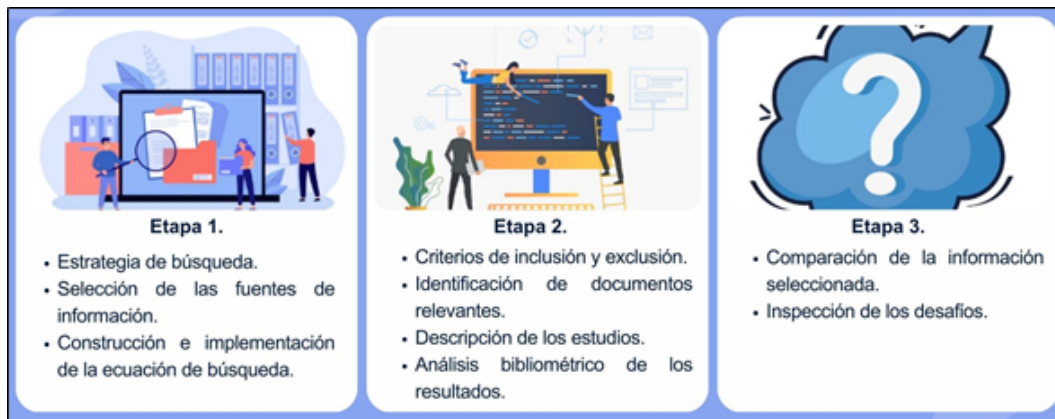 Etapa 1.
• Estrategia de búsqueda.
• Selección de las fuentes de
información.
• Construcción e implementación
de la ecuación de búsqueda.
Etapa 2.
• Criterios de inclusión y exclusión.
• Identificación de documentos
relevantes.
• Descripción de los estudios.
• Análisis bibliométrico de los
resultados.
Etapa 3.
• Comparación de la información
seleccionada.
• Inspección de los desafíos.